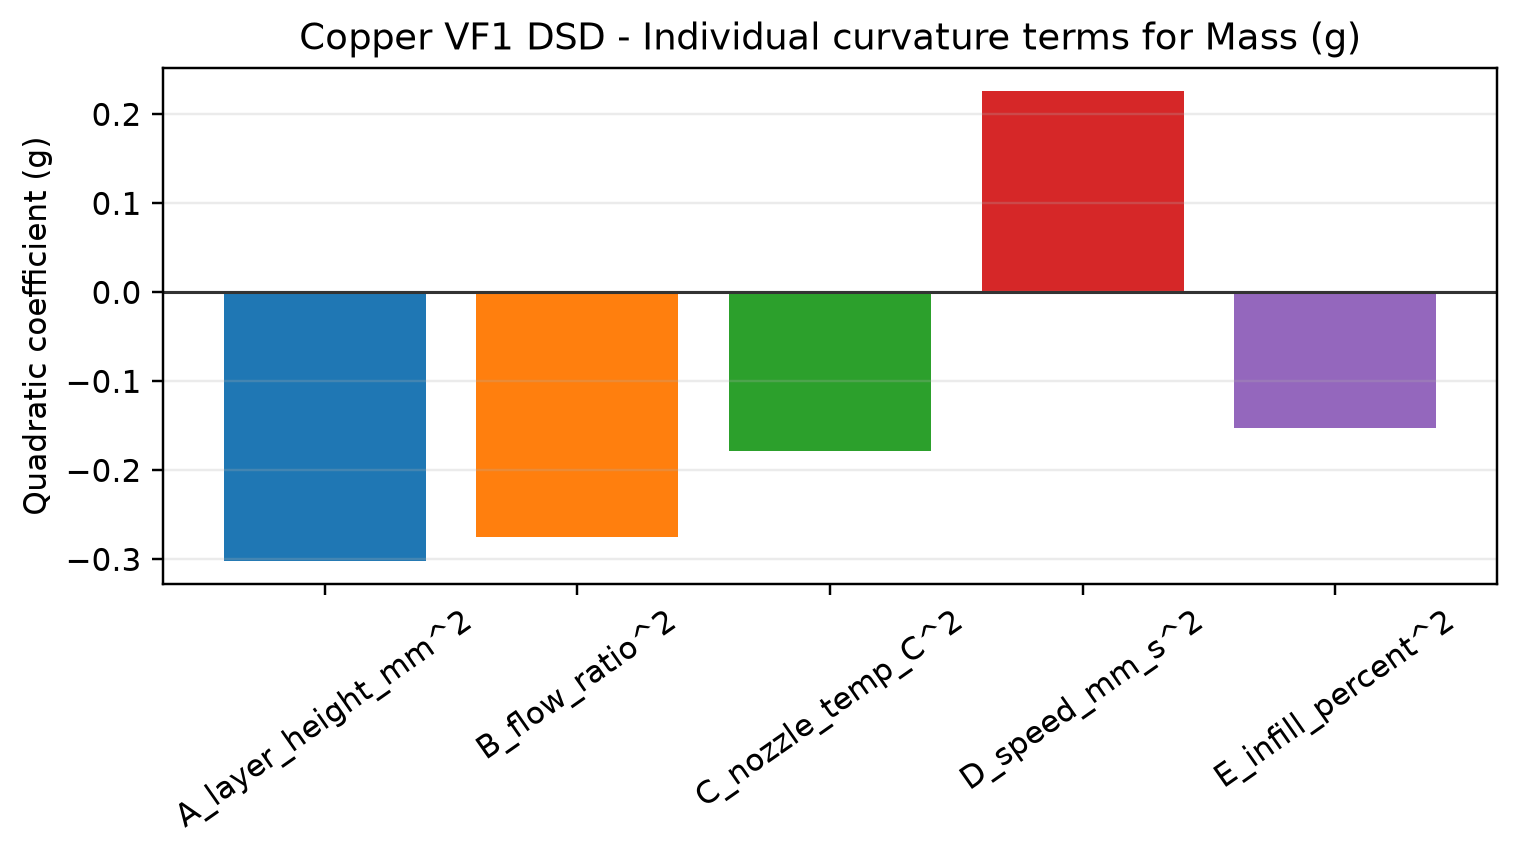 Copper VF1 DSD - Individual curvature terms for Mass (g)
Quadratic coefficient (g)
0.2
0.1
0.0
−0.1
−0.2
−0.3
A_layer_height_mm^2
B_flow_ratio^2
C_nozzle_temp_C^2
D_speed_mm_s^2
E_infill_percent^2